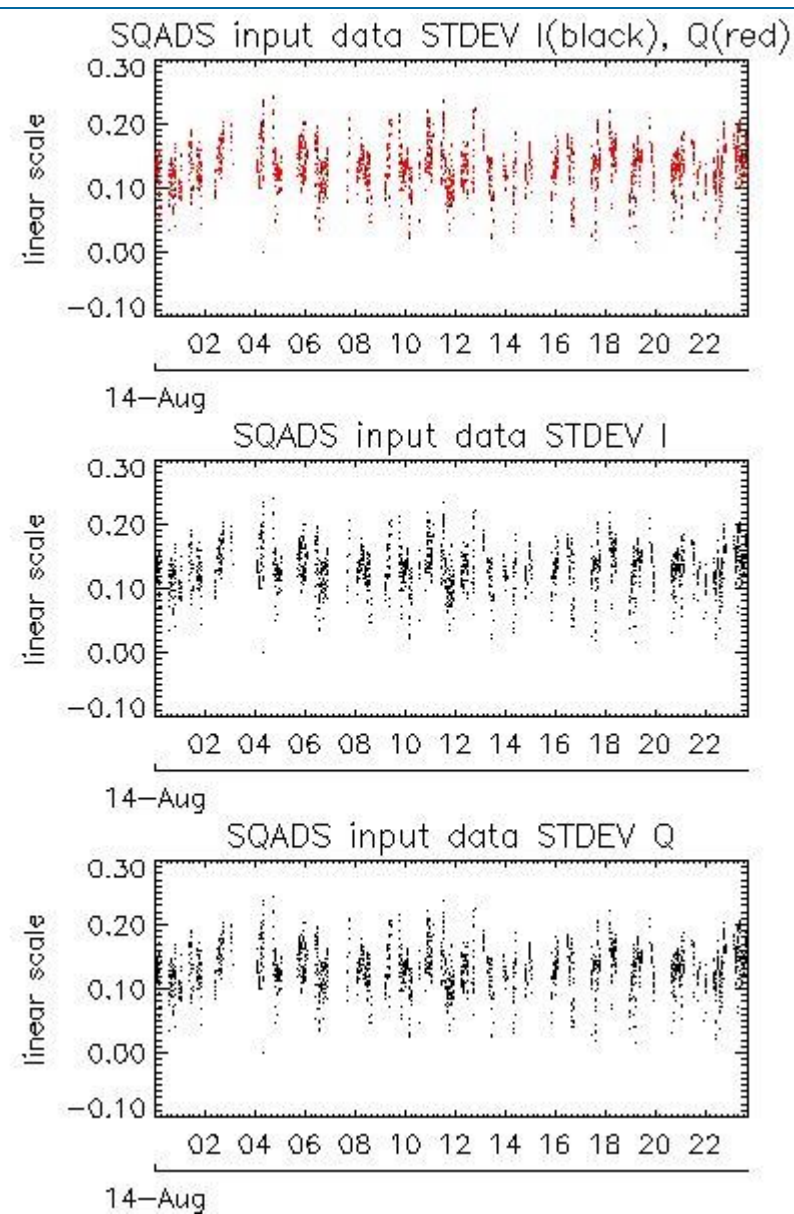 SQADS input data STDEV I(black), Q(red)
0.30
0.20
0.10
0.00
−0.10
linear scale
02 04 06 08 10 12 14 16 18 20 22
14−Aug
SQADS input data STDEV I
0.30
0.20
0.10
0.00
−0.10
linear scale
02 04 06 08 10 12 14 16 18 20 22
14−Aug
SQADS input data STDEV Q
0.30
0.20
0.10
0.00
−0.10
linear scale
02 04 06 08 10 12 14 16 18 20 22
14−Aug